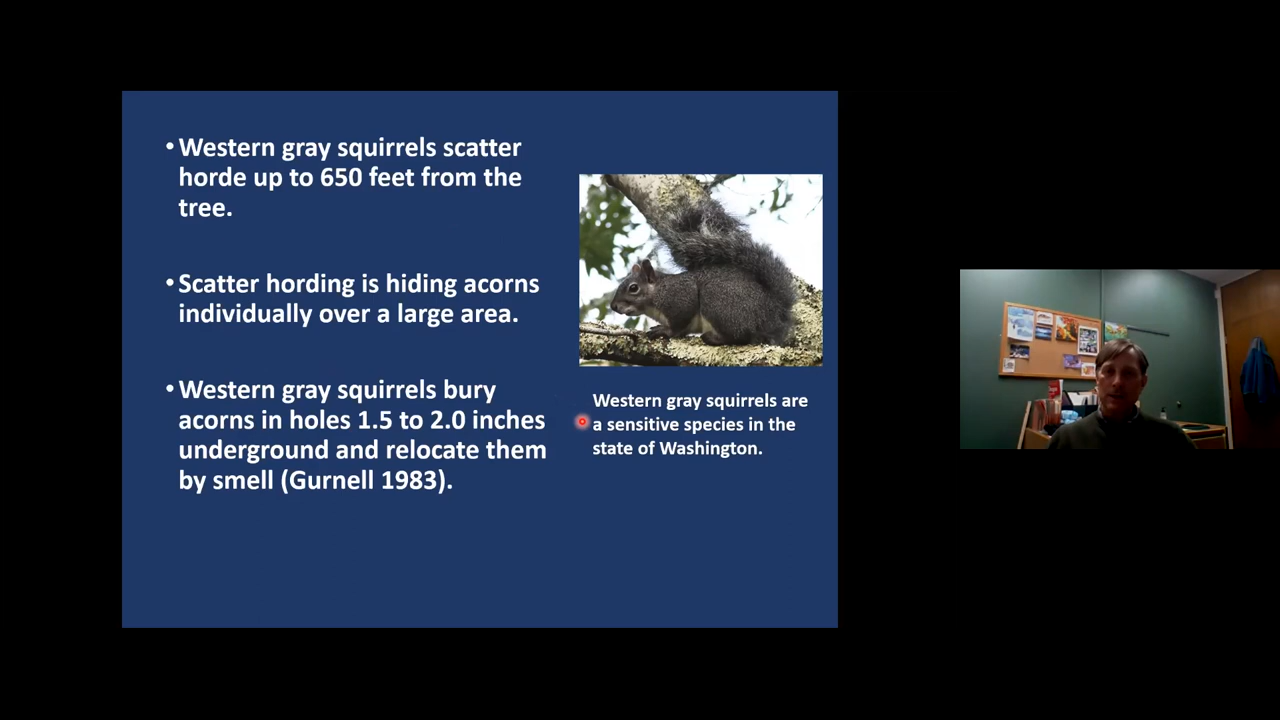 •Western gray squirrels scatter
horde up to 650 feet from the
tree.
•Scatter hording is hiding acorns
individually over a large area.
•Western gray squirrels bury
acorns in holes 1.5 to 2.0 inches
underground and relocate them
by smell (Gurnell 1983).
Western gray squirrels are
a sensitive species in the
state of Washington.